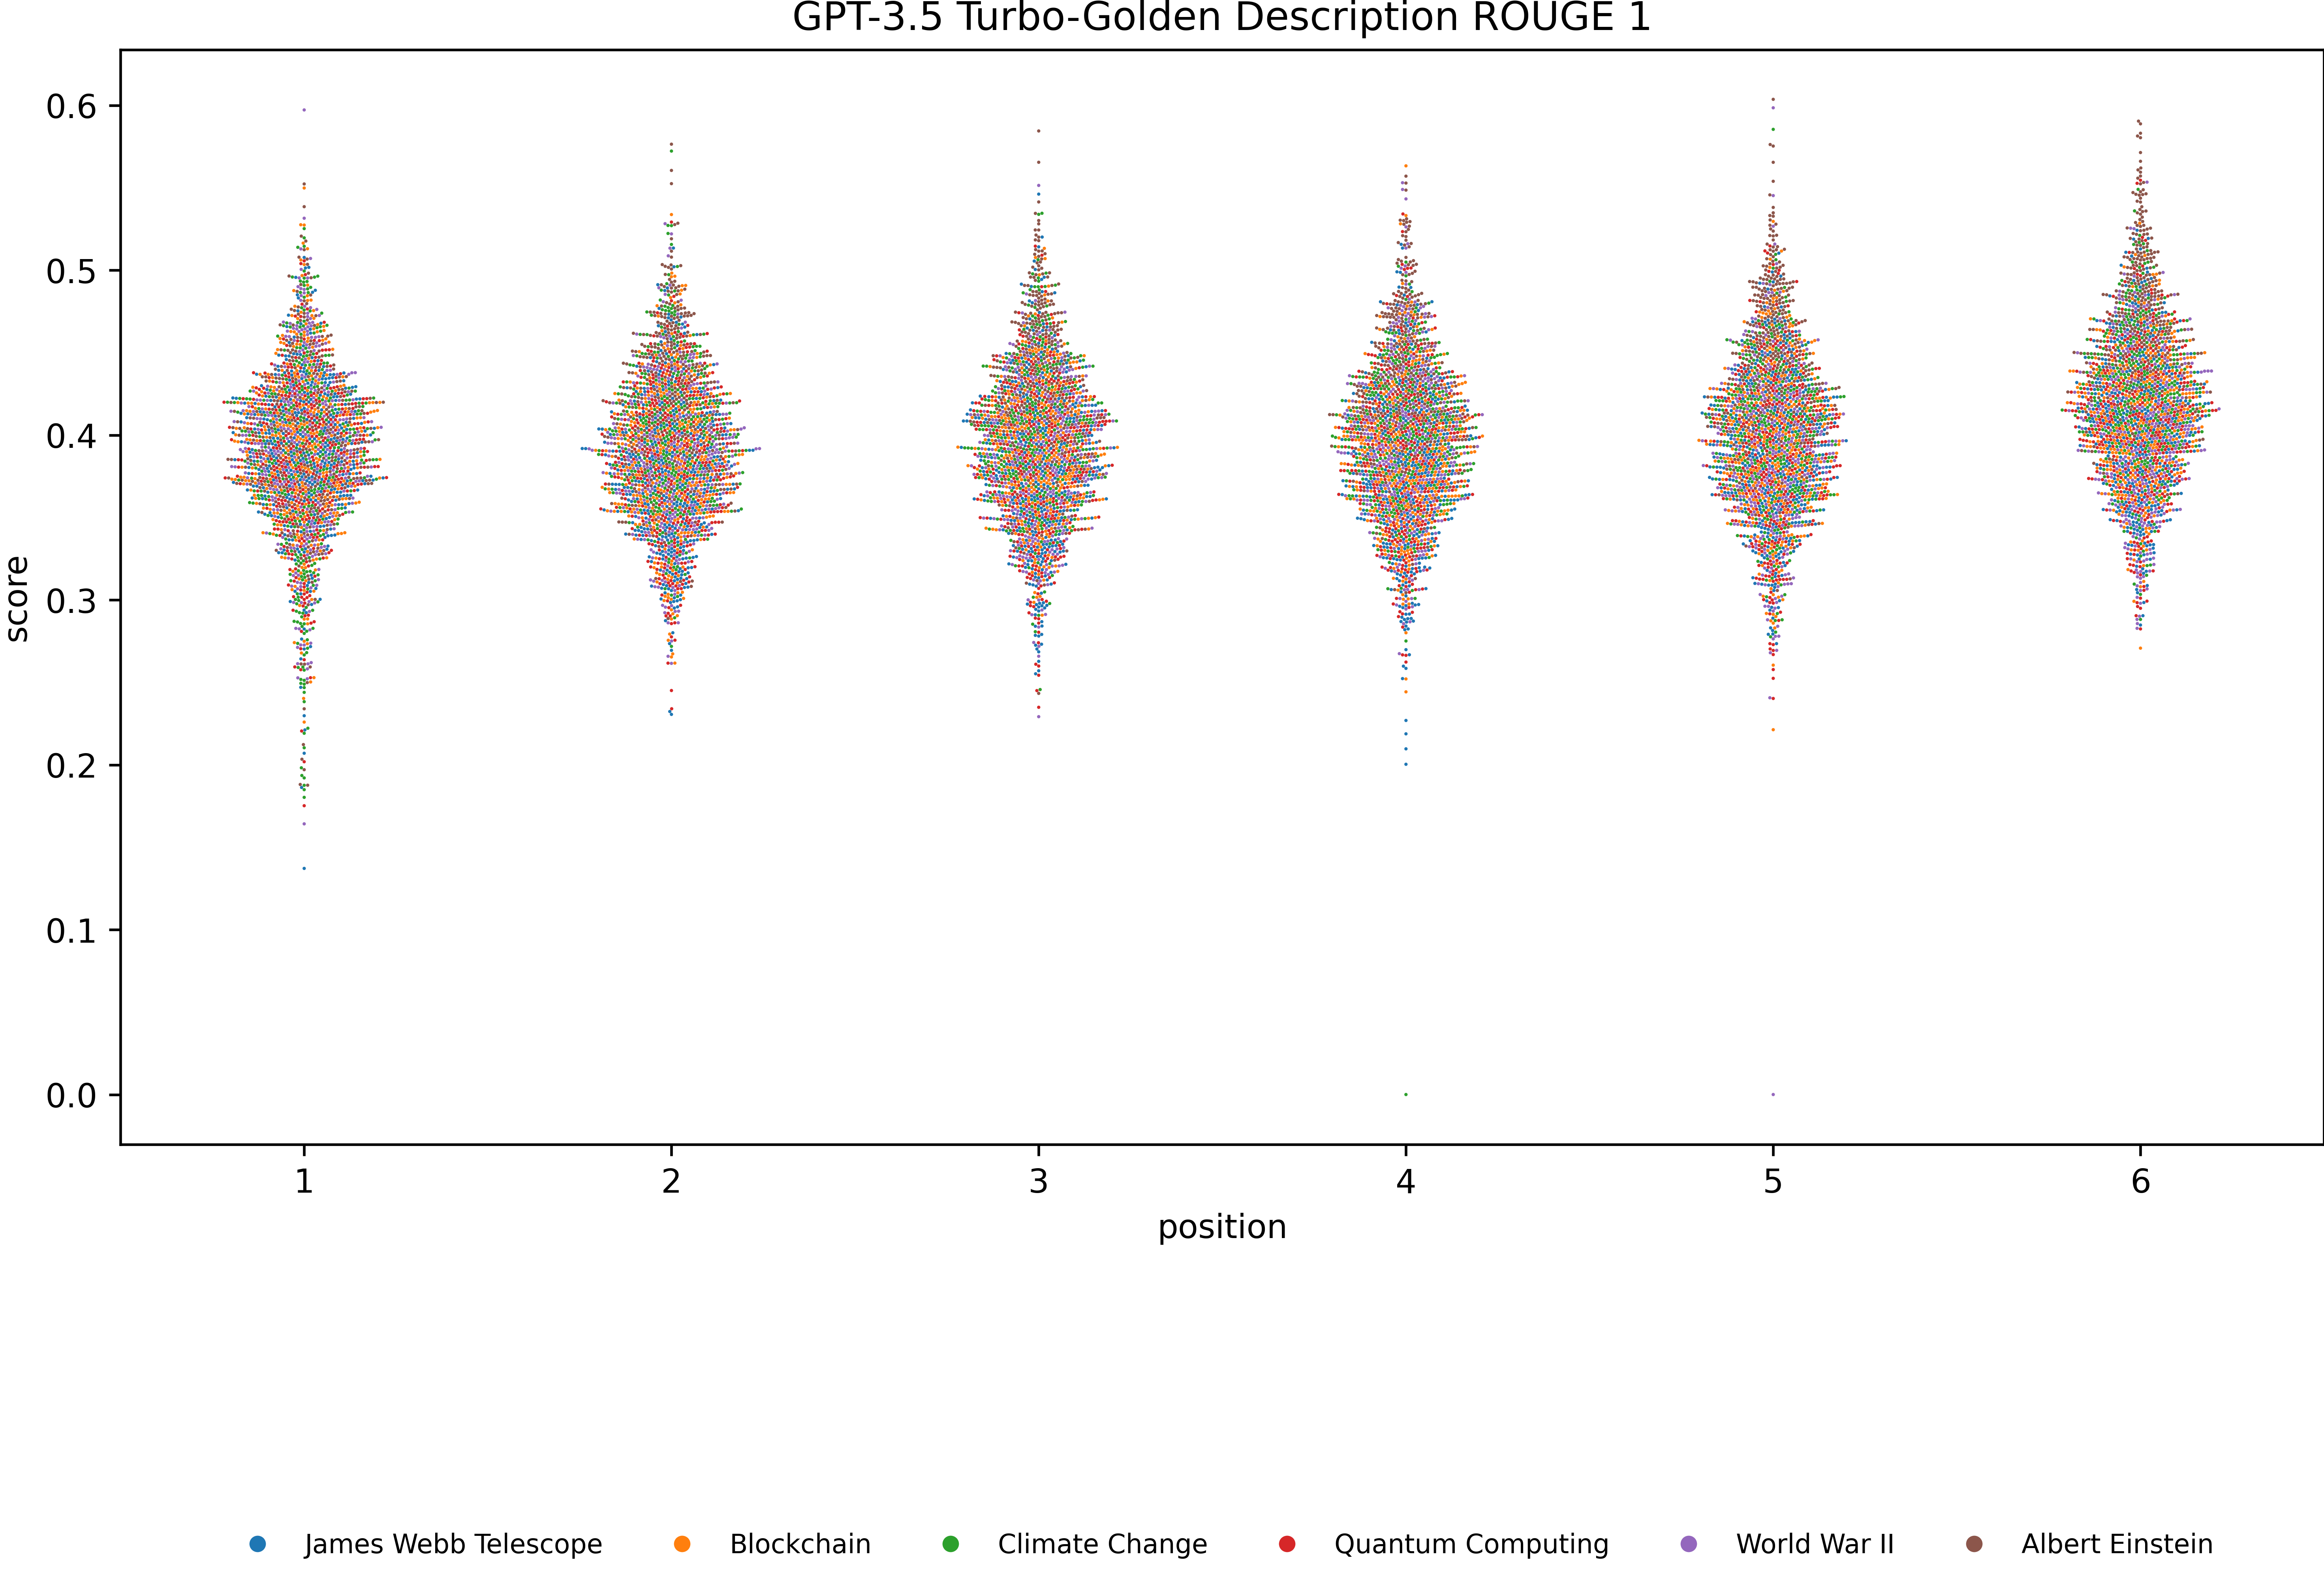 GPT-3.5 Turbo-Golden Description ROUGE 1
score
0.6
0.5
0.4
0.3
0.2
0.1
0.0
1 2 3 4 5 6
position
James Webb Telescope Blockchain Climate Change Quantum Computing World War II Albert Einstein